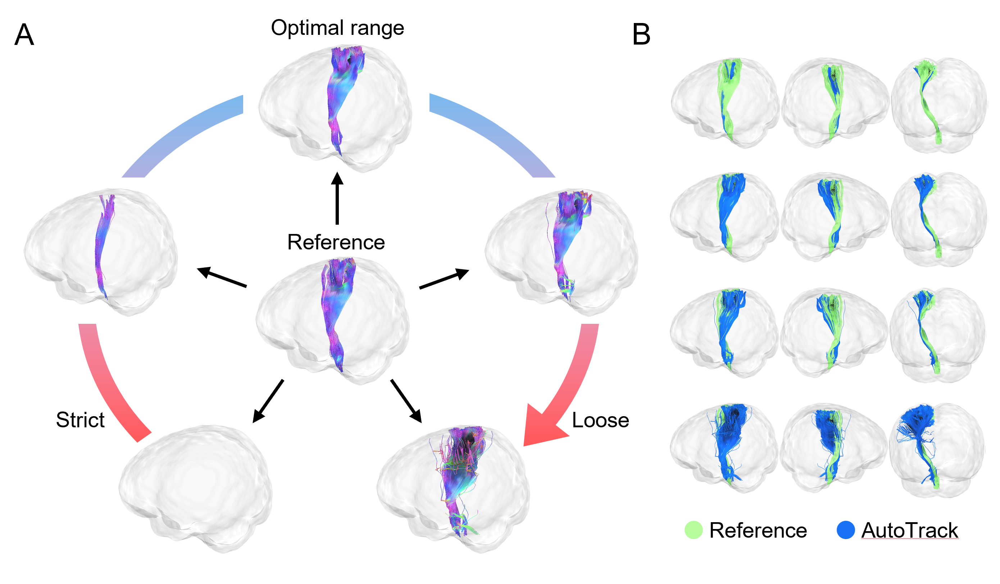 A
Optimal range
Reference
Strict
Loose
B
Reference
AutoTrack